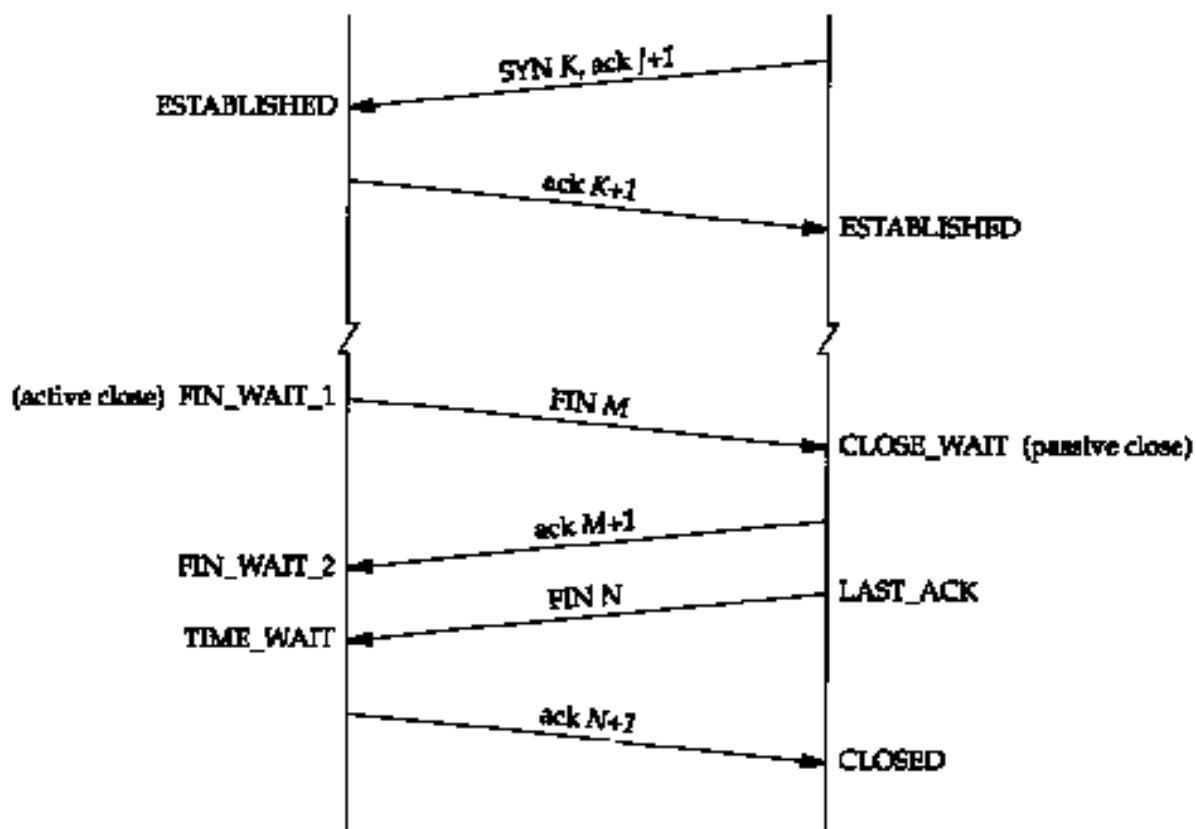 SYN K, ack J+1
ESTABLISHED
ack K+1
ESTABLISHED
(active close) FIN_WAIT_1
FIN M
CLOSE_WAIT (passive close)
ack M+1
FIN_WAIT_2
FIN N
LAST_ACK
TIME_WAIT
ack N+1
CLOSED